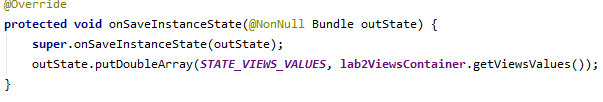 @Override
protected void onSaveInstanceState(@NonNull Bundle outState) {
    super.onSaveInstanceState(outState);
    outState.putDoubleArray(STATE_VIEWS_VALUES, lab2ViewsContainer.getViewsValues());
}